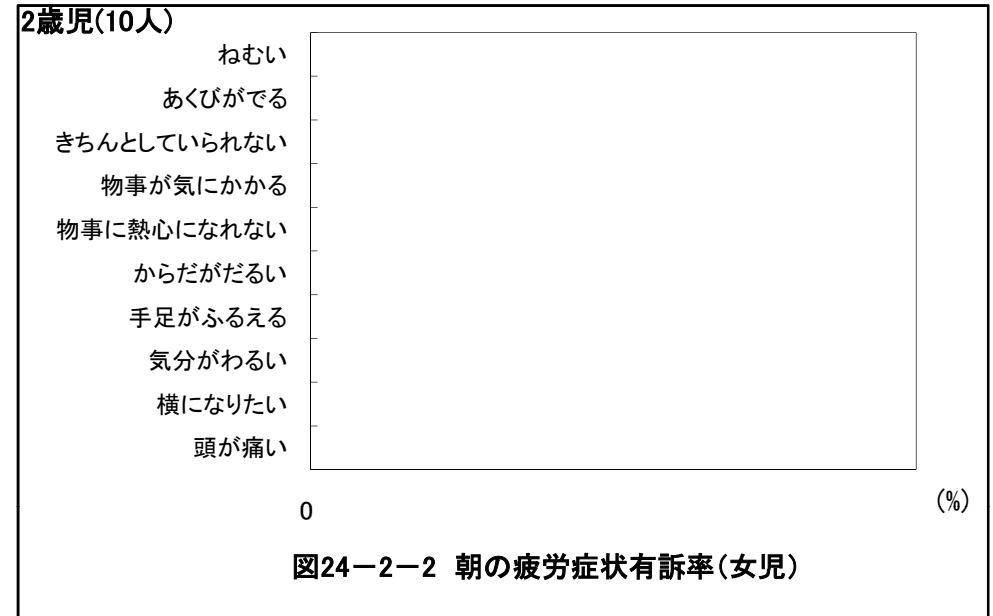 2歳児(10人)
ねむい
あくびがでる
きちんとしていられない
物事が気にかかる
物事に熱心になれない
からだがだるい
手足がふるえる
気分がわるい
横になりたい
頭が痛い
0
(%)
図24－2－2 朝の疲労症状有訴率(女児)